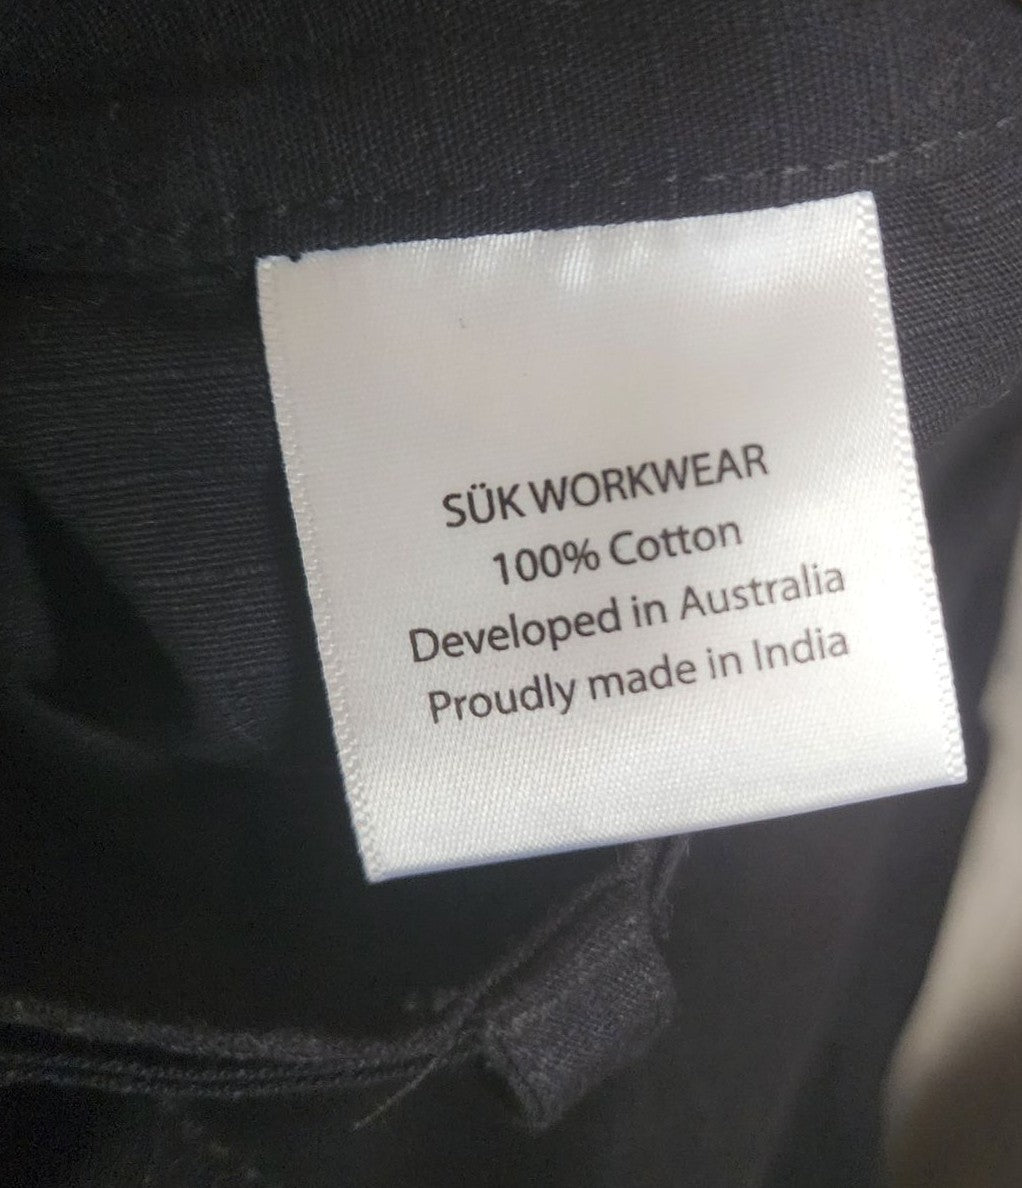 SÜK WORKWEAR
100% Cotton
Developed in Australia
Proudly made in India